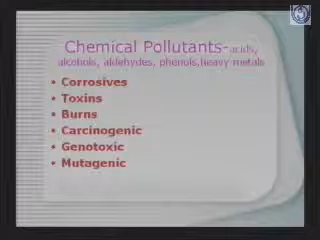 Chemical Pollutants-acids,
alcohols, aldehydes, phenols,heavy metals
• Corrosives
• Toxins
• Burns
• Carcinogenic
• Genotoxic
• Mutagenic